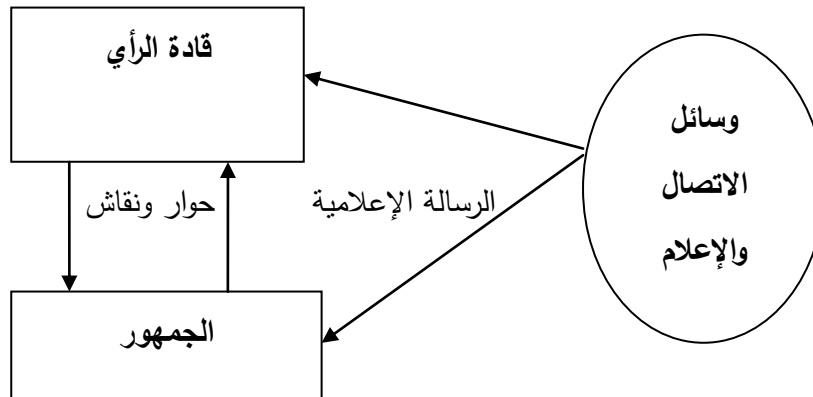 قادة الرأي
وسائل
الاتصال
والإعلام
حوار ونقاش
الرسالة الإعلامية
الجمهور